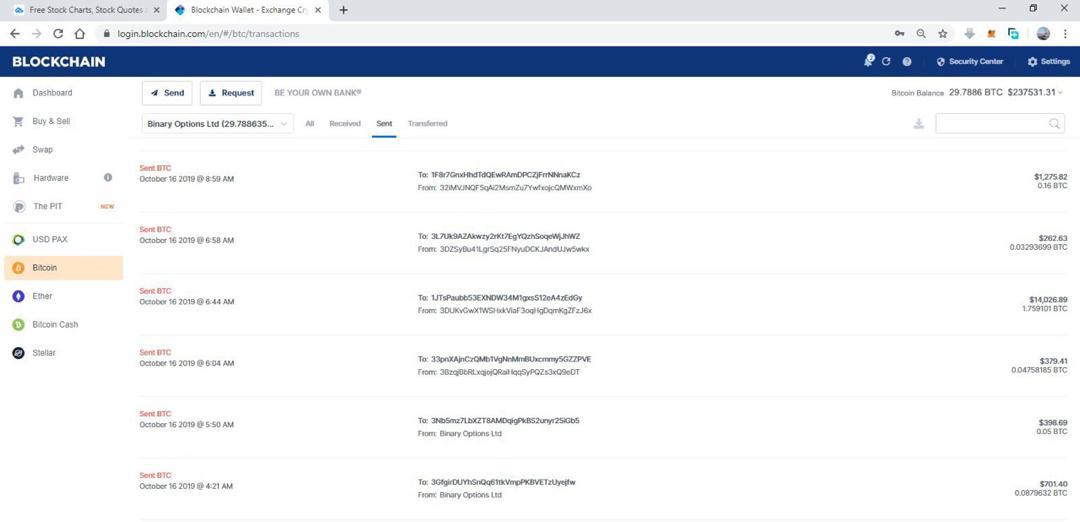 Free Stock Charts, Stock Quotes
Blockchain Wallet - Exchange Cr
login.blockchain.com/en/#/btc/transactions
BLOCKCHAIN
2
Security Center
Settings
Dashboard
Buy & Sell
Swap
Hardware
The PIT NEW
USD PAX
Bitcoin
Ether
Bitcoin Cash
Stellar
Send
Request
BE YOUR OWN BANK®
Bitcoin Balance 29.7886 BTC $237531.31
Binary Options Ltd (29.788635...
All Received Sent Transferred
Sent BTC
October 16 2019 @ 8:59 AM
To: 1F8r7GnxHhdTdQEwRAmDPCZjFrrNNnaKCz
From: 32iMVJNQF5qAi2MsmZu7YwfxojcQMWxmXo
$1,275.82
0.16 BTC
Sent BTC
October 16 2019 @ 6:58 AM
To: 3L7Uk9AZAkwzy2rKt7EgYQzhSoqeWjJhWZ
From: 3DZSyBu41LgrSq25FNyuDCKJAndUJw5wkx
$262.63
0.03293699 BTC
Sent BTC
October 16 2019 @ 6:44 AM
To: 1JTsPaubb53EXNDW34M1gxsS12eA4zEdGy
From: 3DUKvGwX1WSHxkViaF3oqHgDqmKgZFzJ6x
$14,026.89
1.759101 BTC
Sent BTC
October 16 2019 @ 6:04 AM
To: 33pnXAjnCzQMb1VgNnMmBUxcmmy5GZZPVE
From: 3BzqjBbRLxqjojQRaiHqqSyPQZs3xQ9eDT
$379.41
0.04758185 BTC
Sent BTC
October 16 2019 @ 5:50 AM
To: 3Nb5mz7LbXZT8AMDqigPkBS2unyr25iGb5
From: Binary Options Ltd
$398.69
0.05 BTC
Sent BTC
October 16 2019 @ 4:21 AM
To: 3GfgirDUYhSnQq61tkVmpPKBVETzUyejfw
From: Binary Options Ltd
$701.40
0.0879632 BTC